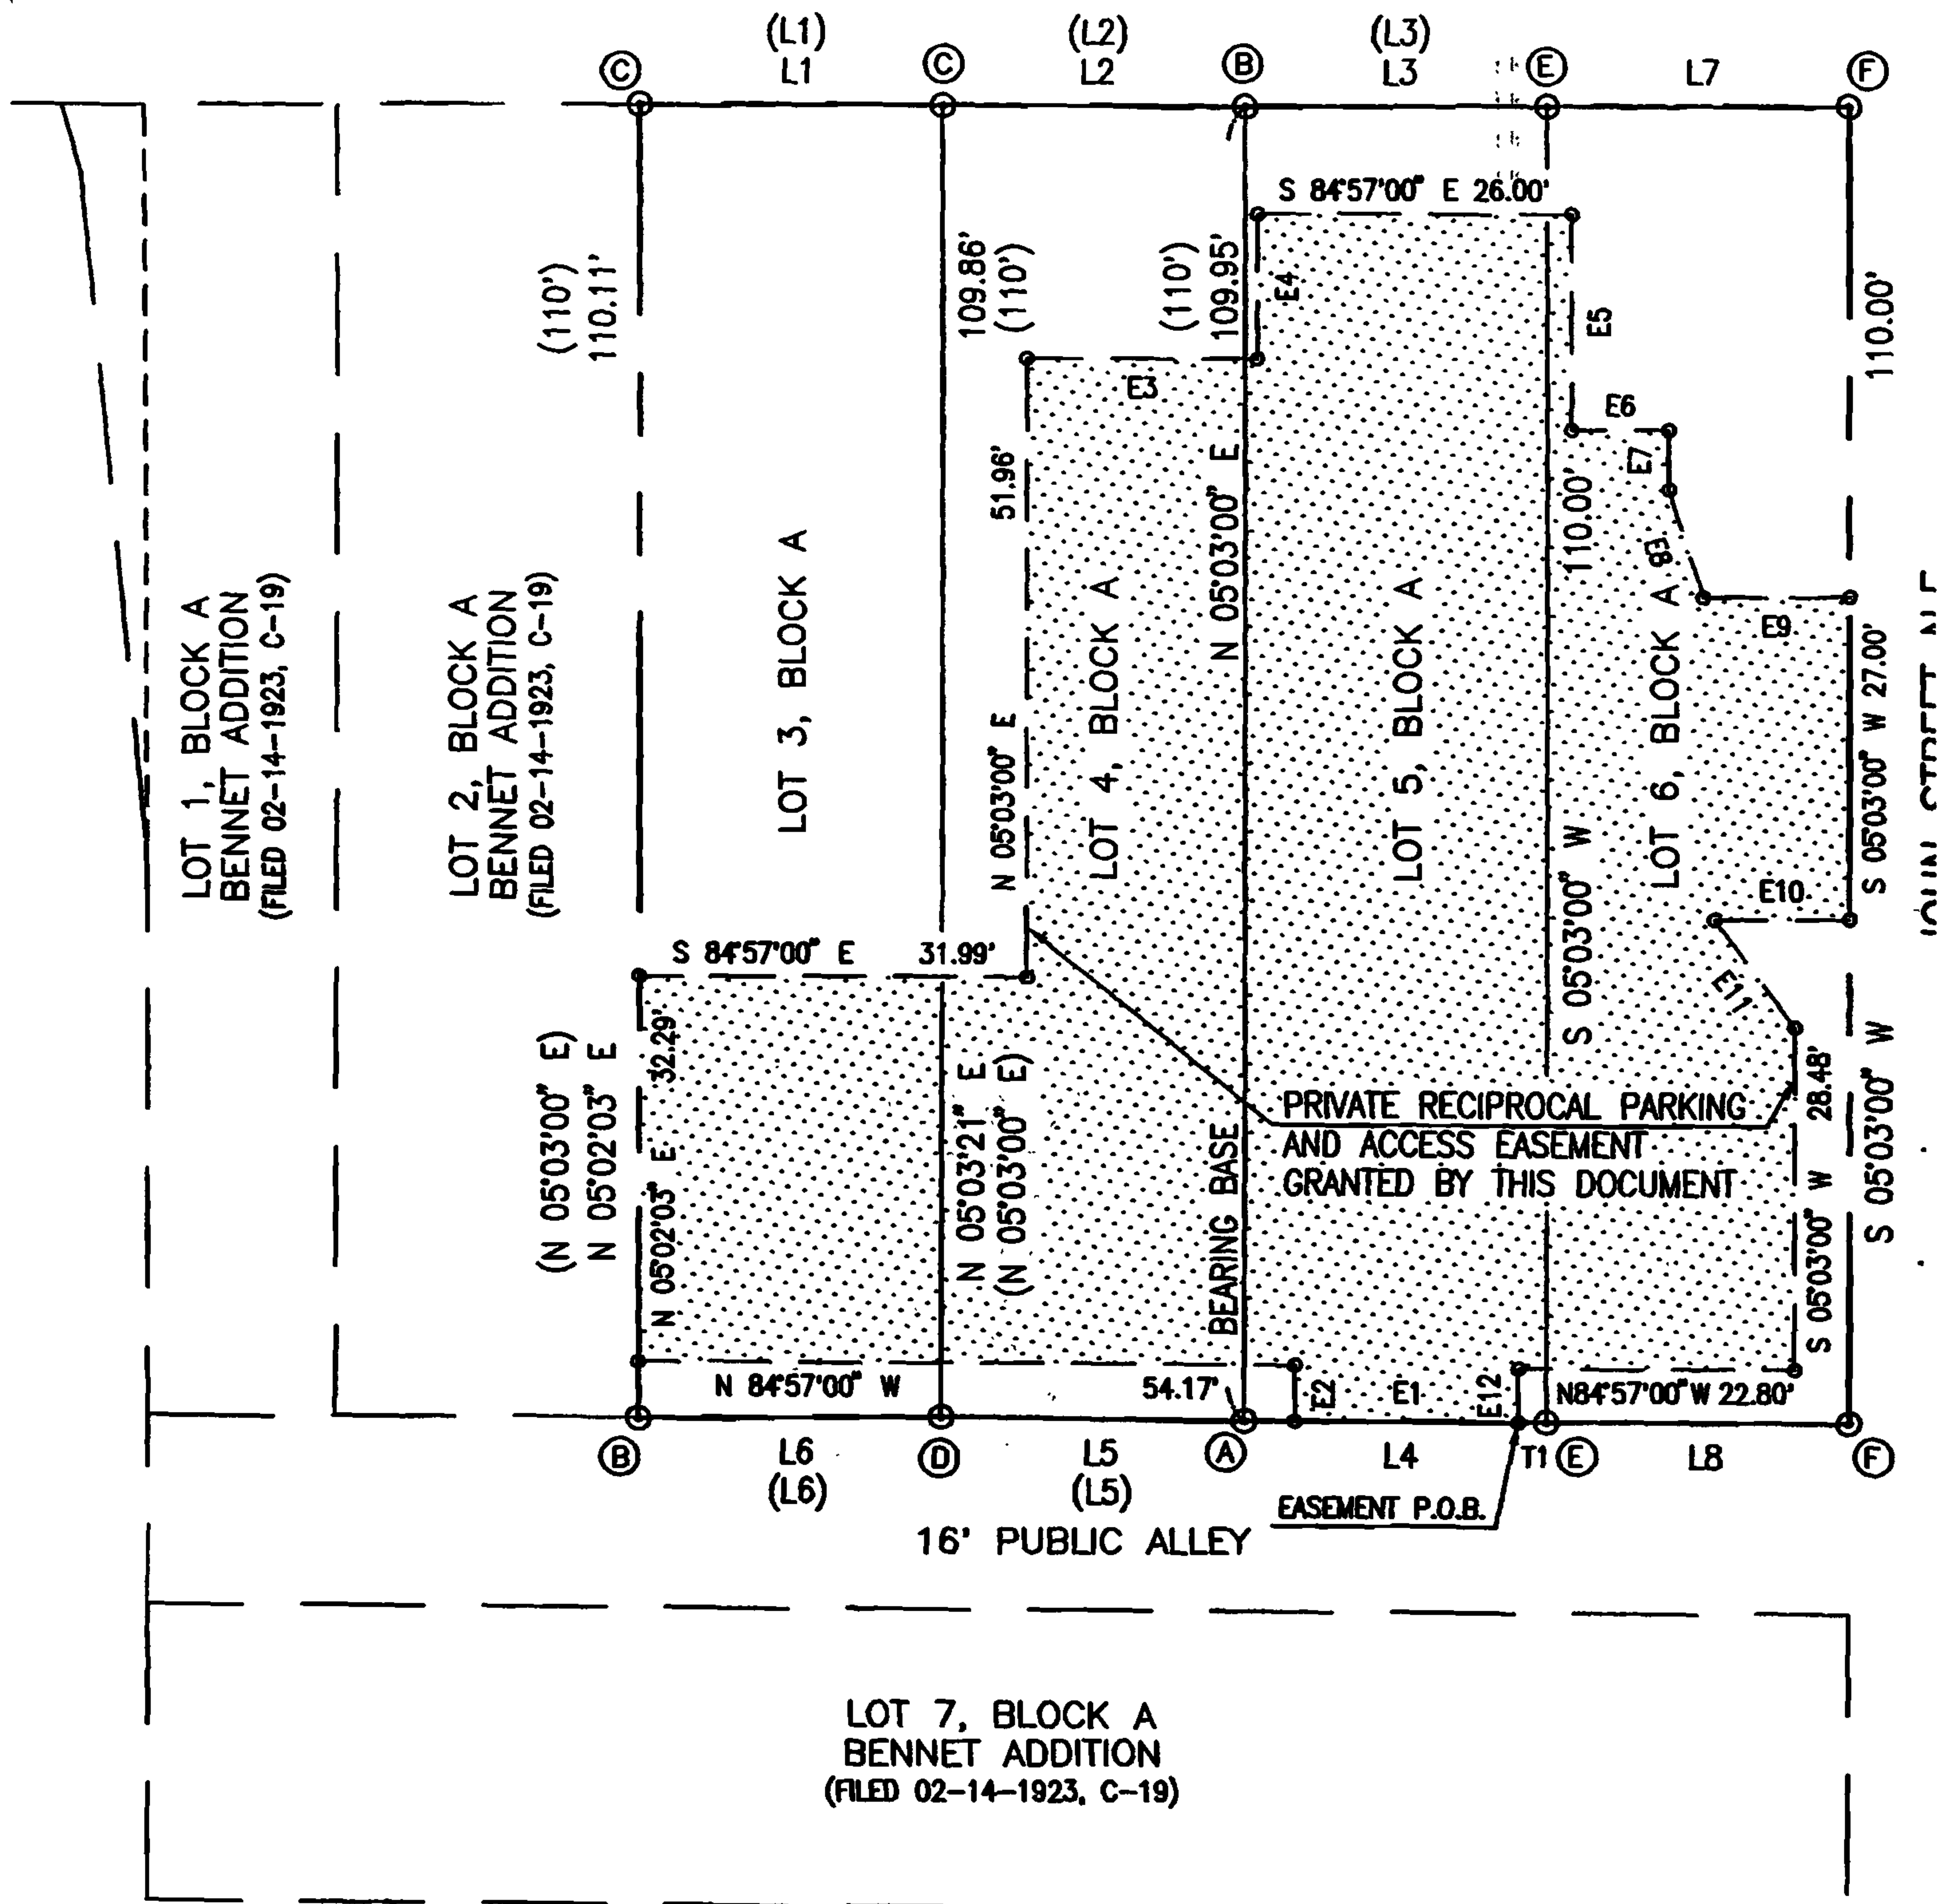 (L1)
L1
(L2)
L2
(L3)
L3
L7
C
C
B
E
F
S 84°57'00" E 26.00'
(110')
110.11'
109.86'
(110')
(110')
109.95'
E4
E5
110.00'
E3
E6
E7
E8
51.96'
N 05°03'00" E
110.00'
E9
LOT 1, BLOCK A
BENNET ADDITION
(FILED 02-14-1923, C-19)
LOT 2, BLOCK A
BENNET ADDITION
(FILED 02-14-1923, C-19)
LOT 3, BLOCK A
N 05°03'00" E
LOT 4, BLOCK A
LOT 5, BLOCK A
S 05°03'00" W
LOT 6, BLOCK A
S 05°03'00" W 27.00'
E10
E11
S 84°57'00" E 31.99'
(N 05°03'00" E)
N 05°02'03" E
N 05°02'03" E 32.29'
N 05°03'21" E
(N 05°03'00" E)
BEARING BASE
PRIVATE RECIPROCAL PARKING
AND ACCESS EASEMENT
GRANTED BY THIS DOCUMENT
S 05°03'00" W 28.48'
S 05°03'00" W
N 84°57'00" W 54.17'
E2
E1
E12
N84°57'00"W 22.80'
B
L6
(L6)
D
L5
(L5)
A
L4
T1
E
L8
F
EASEMENT P.O.B.
16' PUBLIC ALLEY
LOT 7, BLOCK A
BENNET ADDITION
(FILED 02-14-1923, C-19)